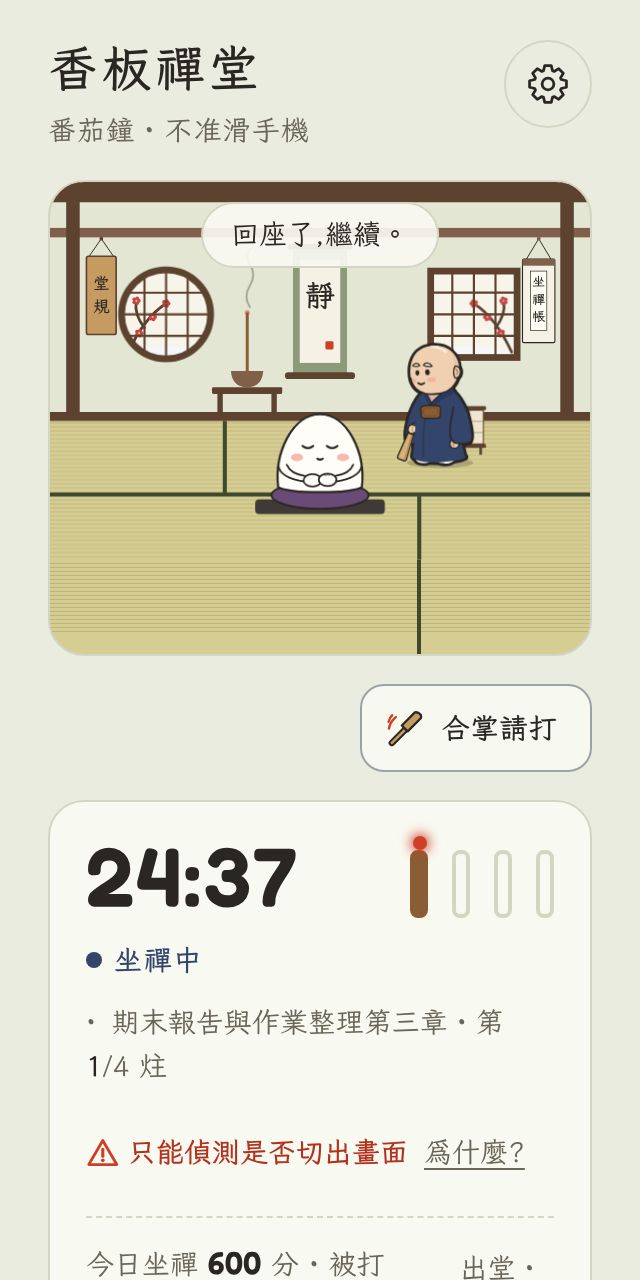 香板禪堂
番茄鐘・不准滑手機
回座了,繼續。
堂規
靜
坐禪帳
合掌請打
24:37
坐禪中
· 期末報告與作業整理第三章・第
1/4 炷
只能偵測是否切出畫面 為什麼?
今日坐禪 600 分・被打
出堂・